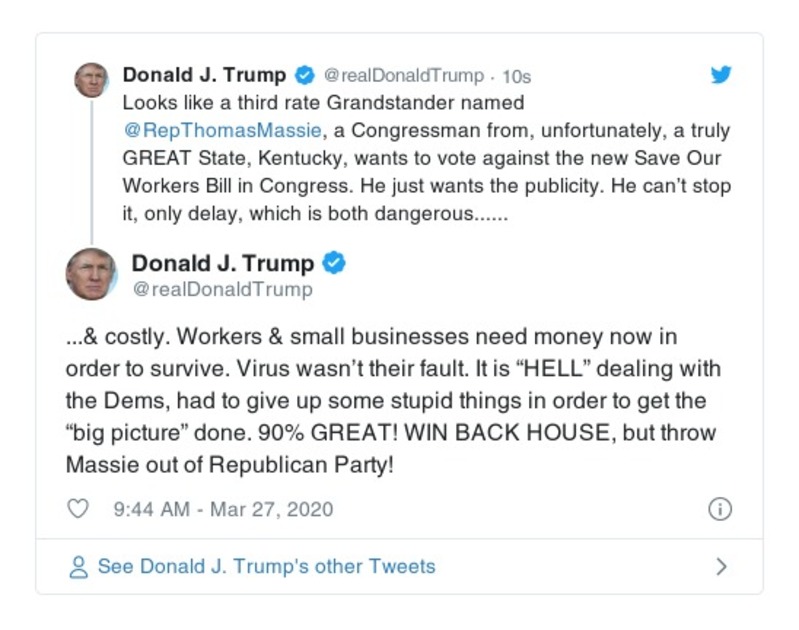 Donald J. Trump @realDonaldTrump · 10s
Looks like a third rate Grandstander named
@RepThomasMassie, a Congressman from, unfortunately, a truly
GREAT State, Kentucky, wants to vote against the new Save Our
Workers Bill in Congress. He just wants the publicity. He can’t stop
it, only delay, which is both dangerous......
Donald J. Trump
@realDonaldTrump
...& costly. Workers & small businesses need money now in
order to survive. Virus wasn’t their fault. It is “HELL” dealing with
the Dems, had to give up some stupid things in order to get the
“big picture” done. 90% GREAT! WIN BACK HOUSE, but throw
Massie out of Republican Party!
9:44 AM - Mar 27, 2020
See Donald J. Trump's other Tweets